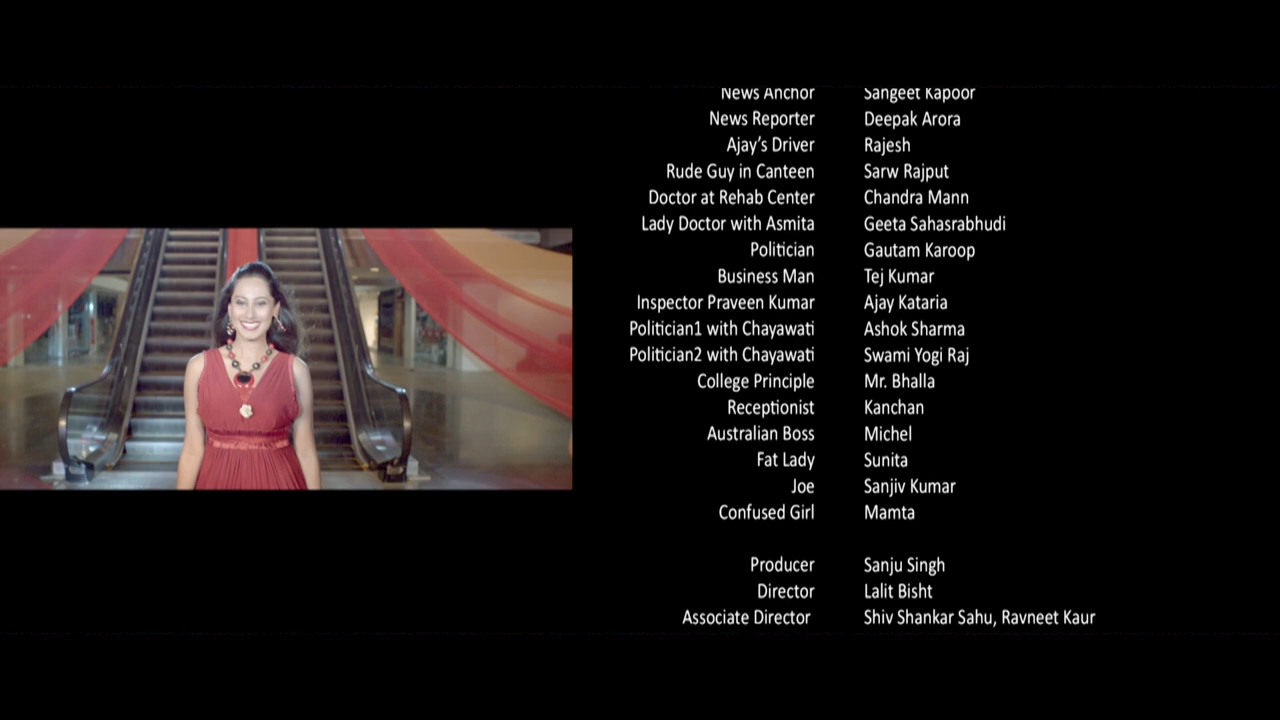 News Anchor Sangeet Kapoor
News Reporter Deepak Arora
Ajay’s Driver Rajesh
Rude Guy in Canteen Sarw Rajput
Doctor at Rehab Center Chandra Mann
Lady Doctor with Asmita Geeta Sahasrabhudi
Politician Gautam Karoop
Business Man Tej Kumar
Inspector Praveen Kumar Ajay Kataria
Politician1 with Chayawati Ashok Sharma
Politician2 with Chayawati Swami Yogi Raj
College Principle Mr. Bhalla
Receptionist Kanchan
Australian Boss Michel
Fat Lady Sunita
Joe Sanjiv Kumar
Confused Girl Mamta
Producer Sanju Singh
Director Lalit Bisht
Associate Director Shiv Shankar Sahu, Ravneet Kaur